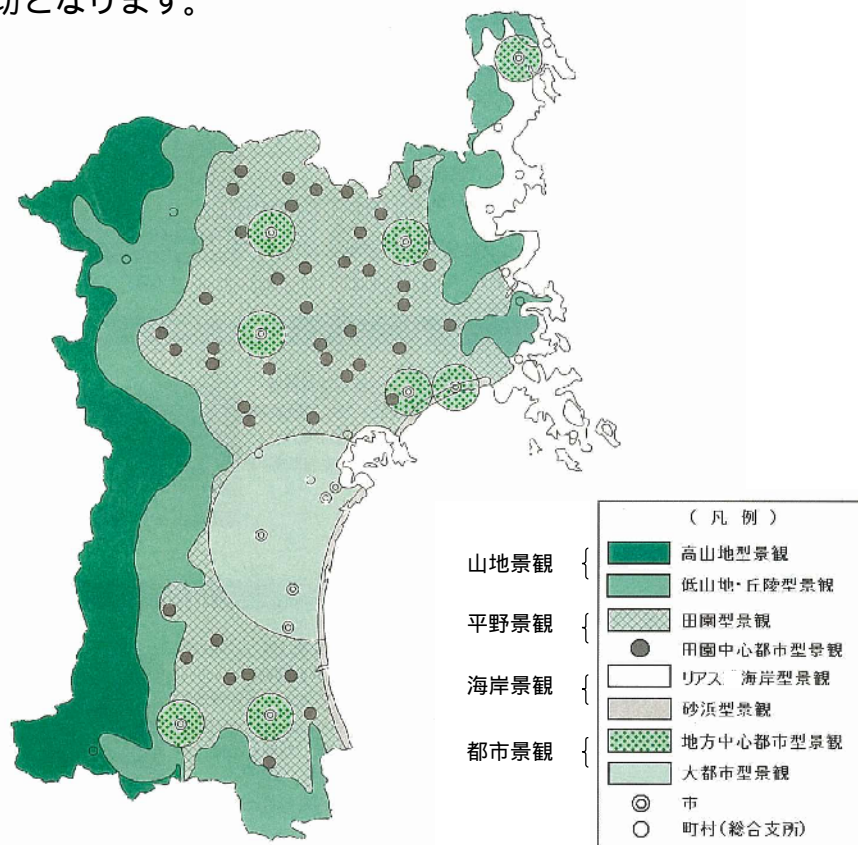 切となります。
(凡例)
山地景観
高山地型景観
低山地・丘陵型景観
平野景観
田園型景観
田園中心都市型景観
海岸景観
リアス 海岸型景観
砂浜型景観
都市景観
地方中心都市型景観
大都市型景観
市
町村(総合支所)